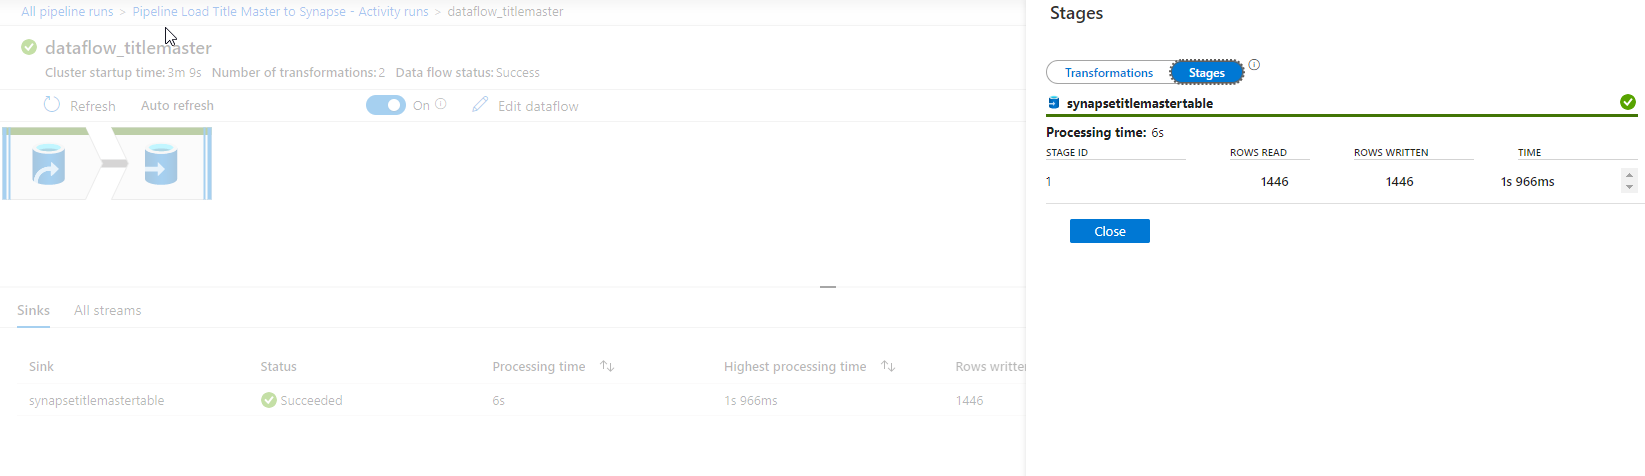 All pipeline runs > Pipeline Load Title Master to Synapse - Activity runs > dataflow_titlemaster
dataflow_titlemaster
Cluster startup time: 3m 9s Number of transformations: 2 Data flow status: Success
Refresh Auto refresh On Edit dataflow
Sinks All streams
Sink Status Processing time Highest processing time Rows writte
synapsetitlemastertable Succeeded 6s 1s 966ms 1446
Stages
Transformations Stages
synapsetitlemastertable
Processing time: 6s
STAGE ID ROWS READ ROWS WRITTEN TIME
1 1446 1446 1s 966ms
Close